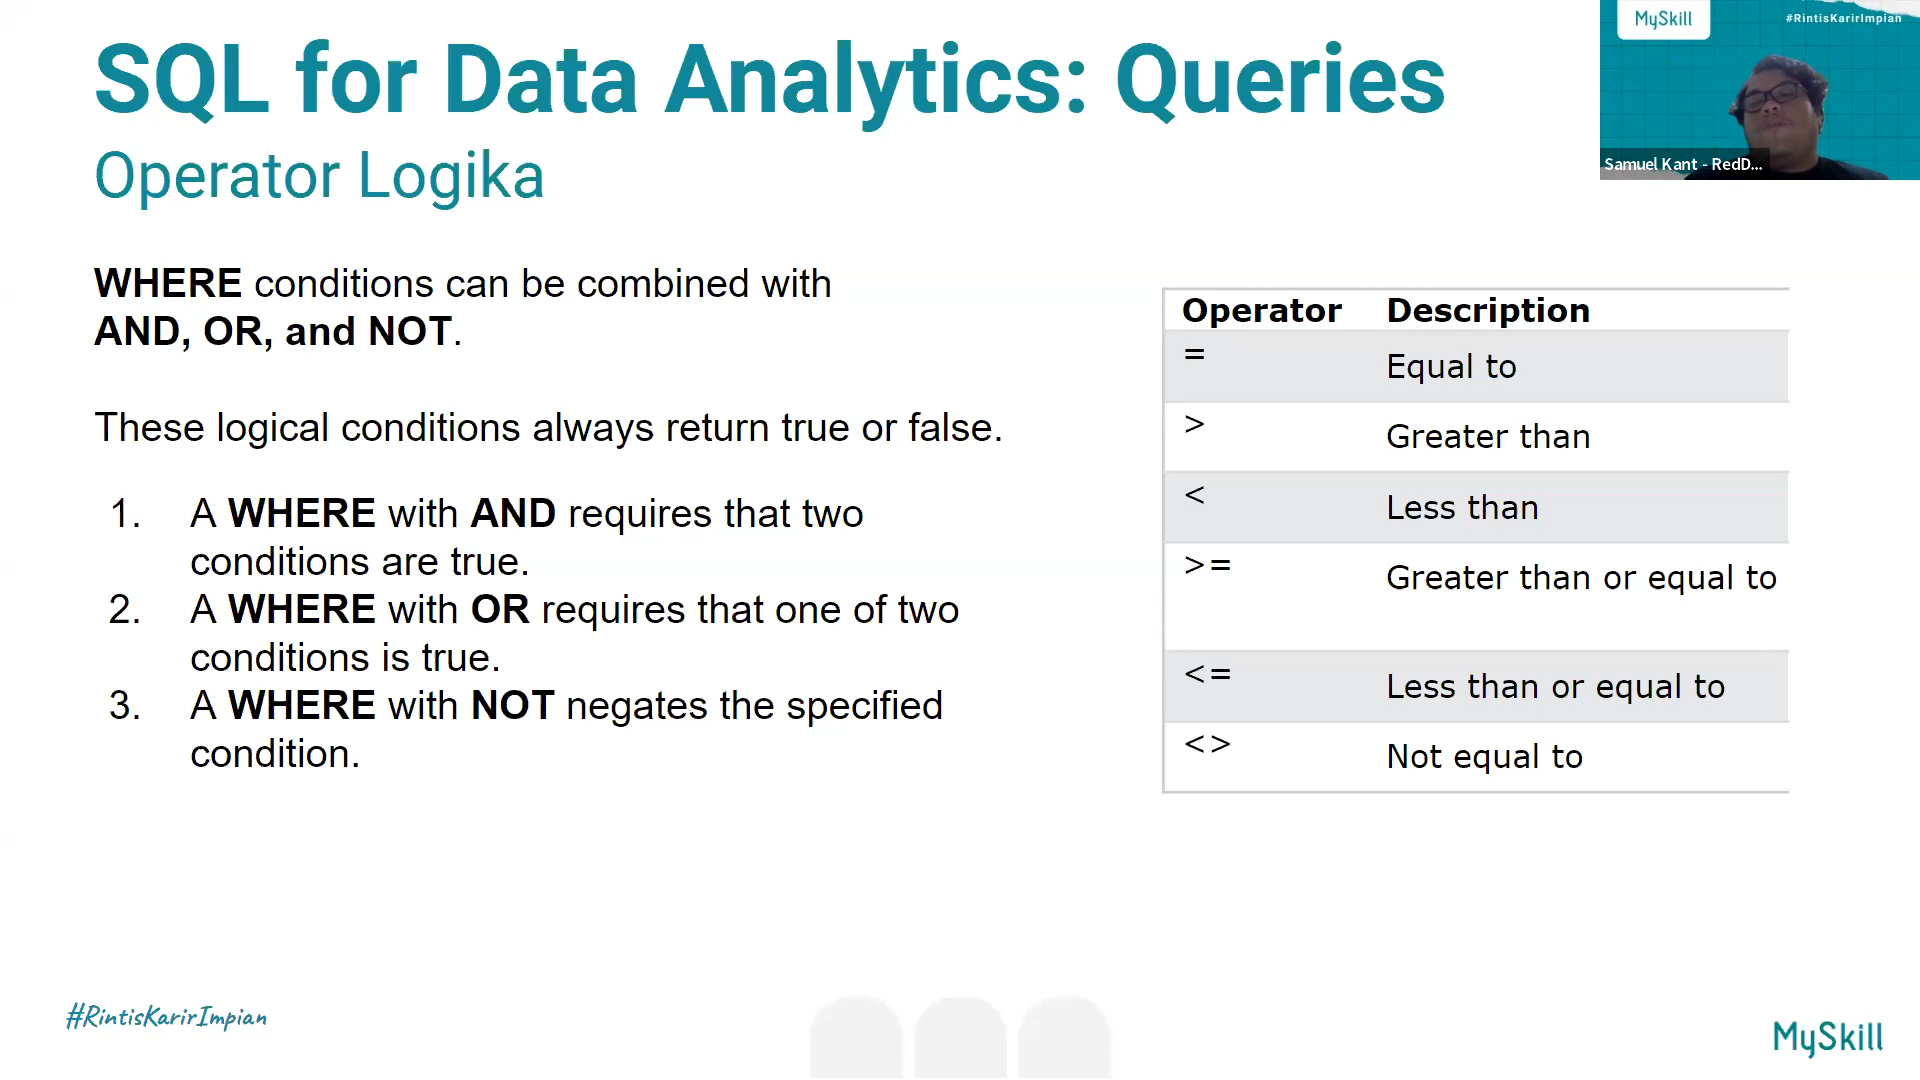 SQL for Data Analytics: Queries
Operator Logika
MySkill
#RintisKarirImpian
Samuel Kant - RedD...
WHERE conditions can be combined with
AND, OR, and NOT.
These logical conditions always return true or false.
1. A WHERE with AND requires that two
conditions are true.
2. A WHERE with OR requires that one of two
conditions is true.
3. A WHERE with NOT negates the specified
condition.
Operator Description
= Equal to
> Greater than
< Less than
>= Greater than or equal to
<= Less than or equal to
<> Not equal to
#RintisKarirImpian
MySkill